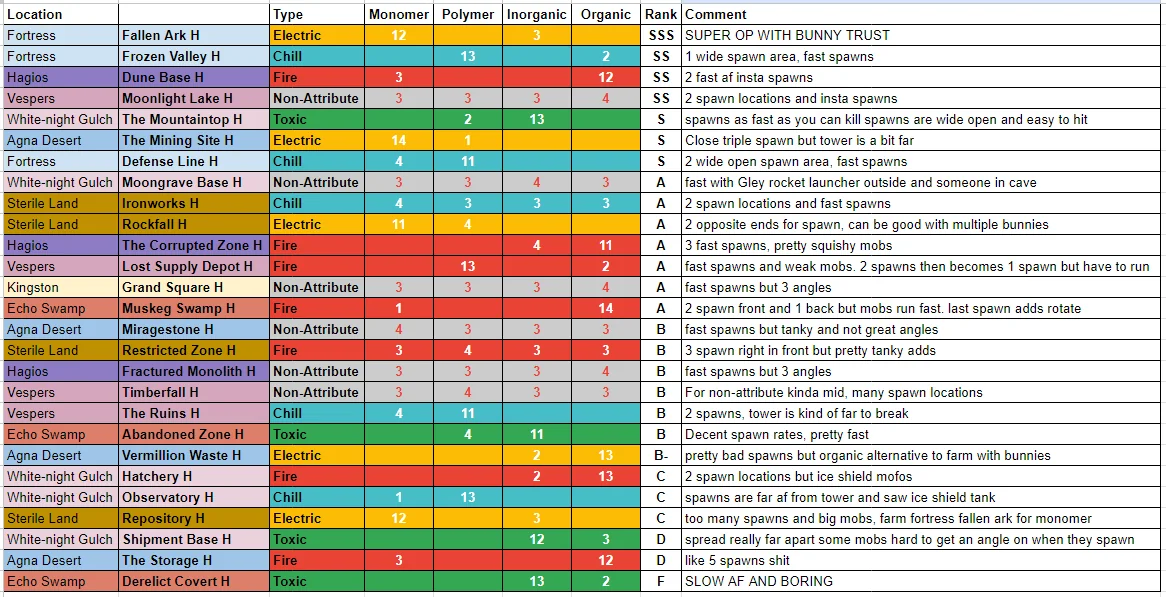 Location Type Monomer Polymer Inorganic Organic Rank Comment
Fortress Fallen Ark H Electric 12 3 SSS SUPER OP WITH BUNNY TRUST
Fortress Frozen Valley H Chill 13 2 SS 1 wide spawn area, fast spawns
Hagios Dune Base H Fire 3 12 SS 2 fast af insta spawns
Vespers Moonlight Lake H Non-Attribute 3 3 3 4 SS 2 spawn locations and insta spawns
White-night Gulch The Mountaintop H Toxic 2 13 S spawns as fast as you can kill spawns are wide open and easy to hit
Agna Desert The Mining Site H Electric 14 1 S Close triple spawn but tower is a bit far
Fortress Defense Line H Chill 4 11 S 2 wide open spawn area, fast spawns
White-night Gulch Moongrave Base H Non-Attribute 3 3 4 3 A fast with Gley rocket launcher outside and someone in cave
Sterile Land Ironworks H Chill 4 3 3 3 A 2 spawn locations and fast spawns
Sterile Land Rockfall H Electric 11 4 A 2 opposite ends for spawn, can be good with multiple bunnies
Hagios The Corrupted Zone H Fire 4 11 A 3 fast spawns, pretty squishy mobs
Vespers Lost Supply Depot H Fire 13 2 A fast spawns and weak mobs. 2 spawns then becomes 1 spawn but have to run
Kingston Grand Square H Non-Attribute 3 3 3 4 A fast spawns but 3 angles
Echo Swamp Muskeg Swamp H Fire 1 14 A 2 spawn front and 1 back but mobs run fast. last spawn adds rotate
Agna Desert Miragestone H Non-Attribute 4 3 3 3 B fast spawns but tanky and not great angles
Sterile Land Restricted Zone H Fire 3 4 3 3 B 3 spawn right in front but pretty tanky adds
Hagios Fractured Monolith H Non-Attribute 3 3 3 4 B fast spawns but 3 angles
Vespers Timberfall H Non-Attribute 3 4 3 3 B For non-attribute kinda mid, many spawn locations
Vespers The Ruins H Chill 4 11 B 2 spawns, tower is kind of far to break
Echo Swamp Abandoned Zone H Toxic 4 11 B Decent spawn rates, pretty fast
Agna Desert Vermillion Waste H Electric 2 13 B- pretty bad spawns but organic alternative to farm with bunnies
White-night Gulch Hatchery H Fire 2 13 C 2 spawn locations but ice shield mofos
White-night Gulch Observatory H Chill 1 13 C spawns are far af from tower and saw ice shield tank
Sterile Land Repository H Electric 12 3 C too many spawns and big mobs, farm fortress fallen ark for monomer
White-night Gulch Shipment Base H Toxic 12 3 D spread really far apart some mobs hard to get an angle on when they spawn
Agna Desert The Storage H Fire 3 12 D like 5 spawns shit
Echo Swamp Derelict Covert H Toxic 13 2 F SLOW AF AND BORING